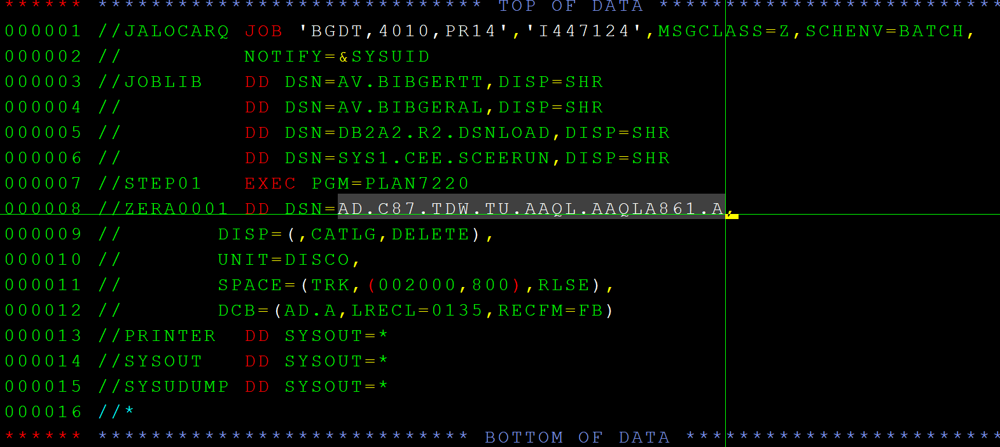 ****** ***************************** TOP OF DATA **************************
000001 //JALOCARQ JOB 'BGDT,4010,PR14','I447124',MSGCLASS=Z,SCHENV=BATCH,
000002 //         NOTIFY=&SYSUID
000003 //JOBLIB   DD DSN=AV.BIBGERTT,DISP=SHR
000004 //         DD DSN=AV.BIBGERAL,DISP=SHR
000005 //         DD DSN=DB2A2.R2.DSNLOAD,DISP=SHR
000006 //         DD DSN=SYS1.CEE.SCEERUN,DISP=SHR
000007 //STEP01   EXEC PGM=PLAN7220
000008 //ZERA0001 DD DSN=AD.C87.TDW.TU.AAQL.AAQLA861.A,
000009 //       DISP=(,CATLG,DELETE),
000010 //       UNIT=DISCO,
000011 //       SPACE=(TRK,(002000,800),RLSE),
000012 //       DCB=(AD.A,LRECL=0135,RECFM=FB)
000013 //PRINTER  DD SYSOUT=*
000014 //SYSOUT   DD SYSOUT=*
000015 //SYSUDUMP DD SYSOUT=*
000016 //*
****** **************************** BOTTOM OF DATA ************************